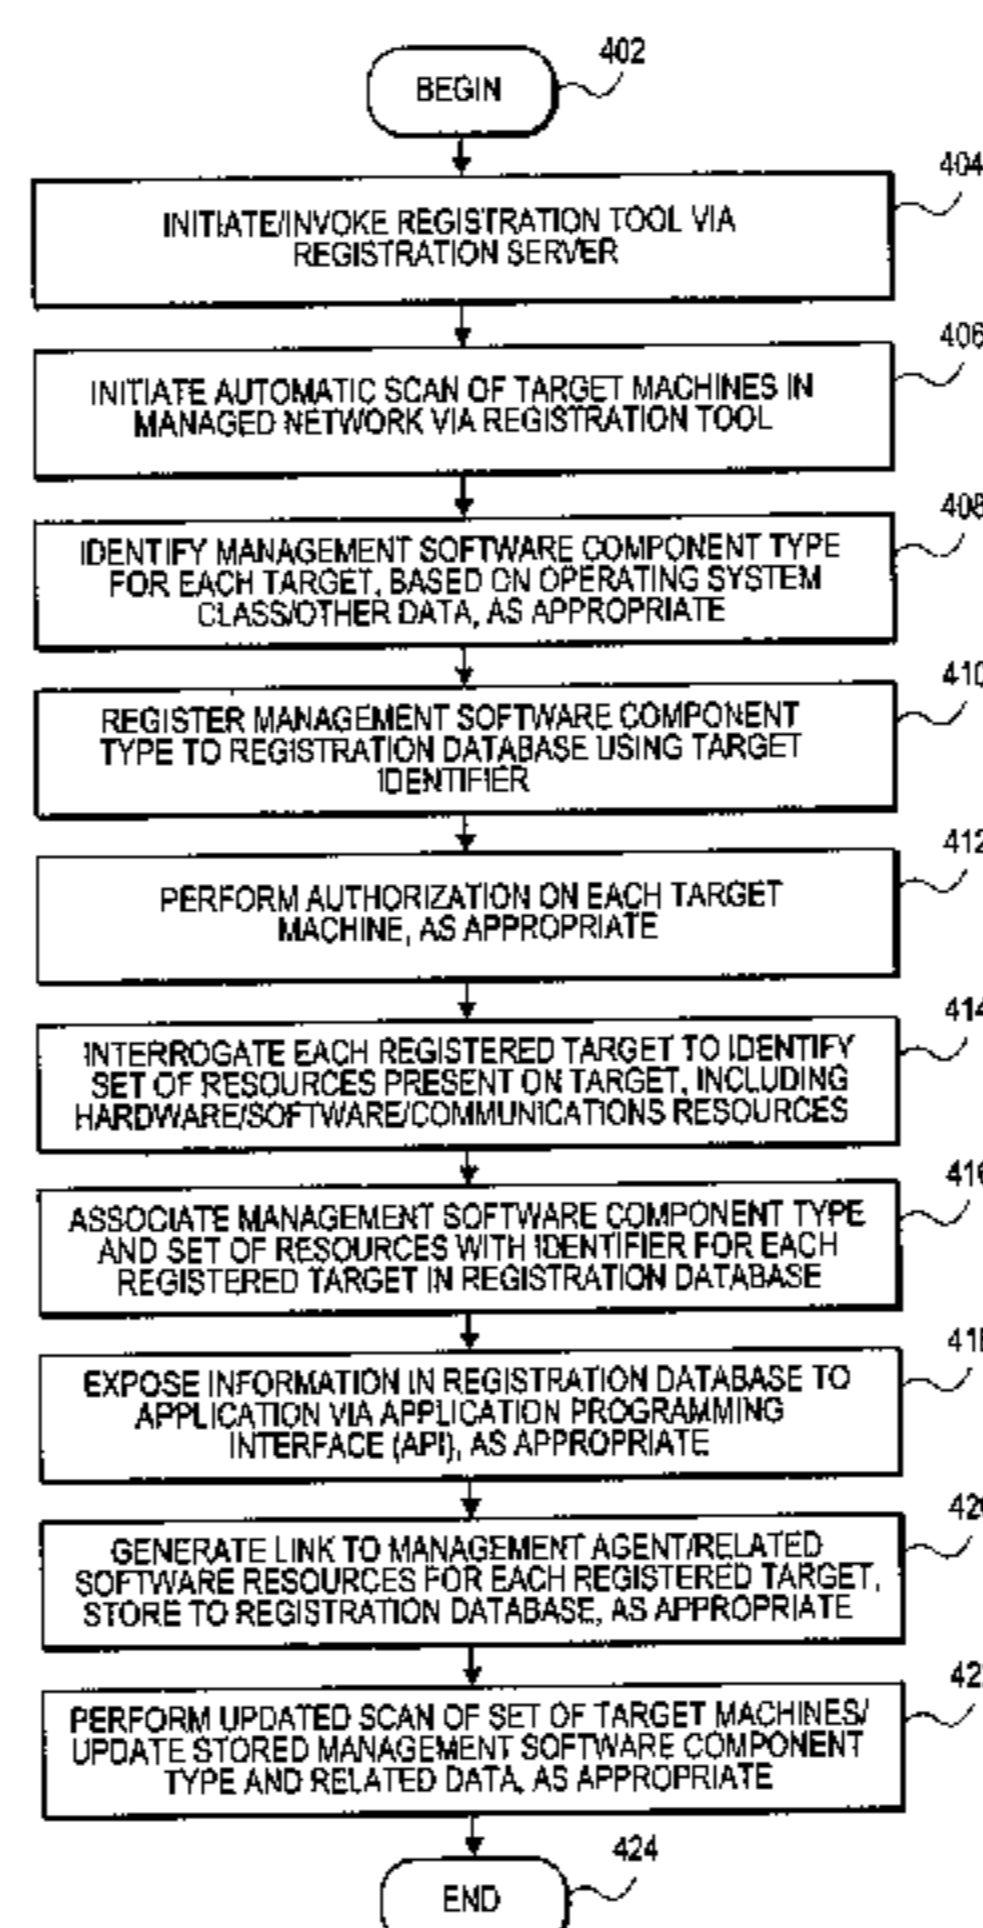 402
BEGIN
404
INITIATE/INVOKE REGISTRATION TOOL VIA
REGISTRATION SERVER
406
INITIATE AUTOMATIC SCAN OF TARGET MACHINES IN
MANAGED NETWORK VIA REGISTRATION TOOL
408
IDENTIFY MANAGEMENT SOFTWARE COMPONENT TYPE
FOR EACH TARGET, BASED ON OPERATING SYSTEM
CLASS/OTHER DATA, AS APPROPRIATE
410
REGISTER MANAGEMENT SOFTWARE COMPONENT
TYPE TO REGISTRATION DATABASE USING TARGET
IDENTIFIER
412
PERFORM AUTHORIZATION ON EACH TARGET
MACHINE, AS APPROPRIATE
414
INTERROGATE EACH REGISTERED TARGET TO IDENTIFY
SET OF RESOURCES PRESENT ON TARGET, INCLUDING
HARDWARE/SOFTWARE/COMMUNICATIONS RESOURCES
416
ASSOCIATE MANAGEMENT SOFTWARE COMPONENT TYPE
AND SET OF RESOURCES WITH IDENTIFIER FOR EACH
REGISTERED TARGET IN REGISTRATION DATABASE
418
EXPOSE INFORMATION IN REGISTRATION DATABASE TO
APPLICATION VIA APPLICATION PROGRAMMING
INTERFACE (API), AS APPROPRIATE
420
GENERATE LINK TO MANAGEMENT AGENT/RELATED
SOFTWARE RESOURCES FOR EACH REGISTERED TARGET,
STORE TO REGISTRATION DATABASE, AS APPROPRIATE
42
PERFORM UPDATED SCAN OF SET OF TARGET MACHINES/
UPDATE STORED MANAGEMENT SOFTWARE COMPONENT
TYPE AND RELATED DATA, AS APPROPRIATE
424
END